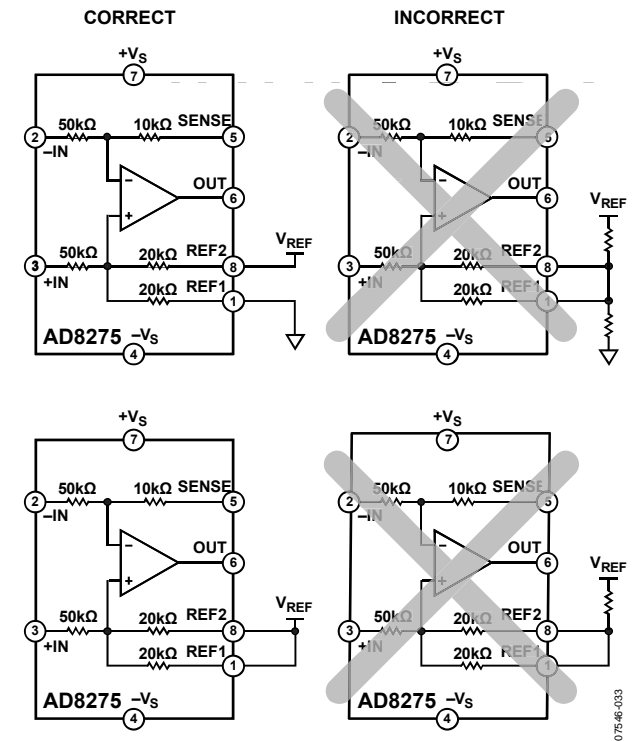 CORRECT
INCORRECT
+VS
7
50kΩ
10kΩ
SENSE
2
5
–IN
–
OUT
6
+
50kΩ
20kΩ
REF2
VREF
3
8
+IN
20kΩ
REF1
1
AD8275
–VS
4
+VS
7
50kΩ
10kΩ
SENSE
2
5
–IN
–
OUT
6
+
VREF
50kΩ
20kΩ
REF2
3
8
+IN
20kΩ
REF1
1
AD8275
–VS
4
+VS
7
50kΩ
10kΩ
SENSE
2
5
–IN
–
OUT
6
+
50kΩ
20kΩ
REF2
VREF
3
8
+IN
20kΩ
REF1
1
AD8275
–VS
4
+VS
7
50kΩ
10kΩ
SENSE
2
5
–IN
–
OUT
6
+
VREF
50kΩ
20kΩ
REF2
3
8
+IN
20kΩ
REF1
1
AD8275
–VS
4
07546-033